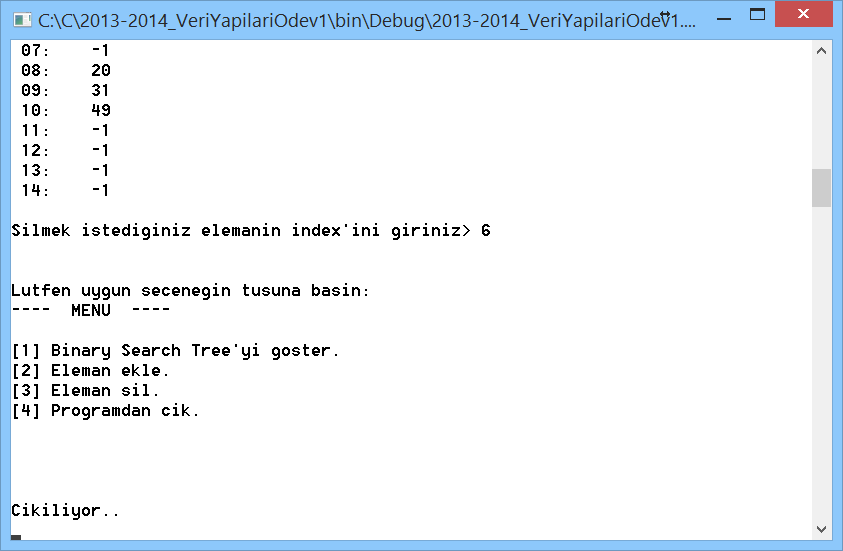 C:\C\2013-2014_VeriYapilariOdev1\bin\Debug\2013-2014_VeriYapilariOdev1....
07: -1
08: 20
09: 31
10: 49
11: -1
12: -1
13: -1
14: -1
Silmek istediginiz elemanin index'ini giriniz> 6
Lutfen uygun secenegin tusuna basin:
---- MENU ----
[1] Binary Search Tree'yi goster.
[2] Eleman ekle.
[3] Eleman sil.
[4] Programdan cik.
Cikiliyor..